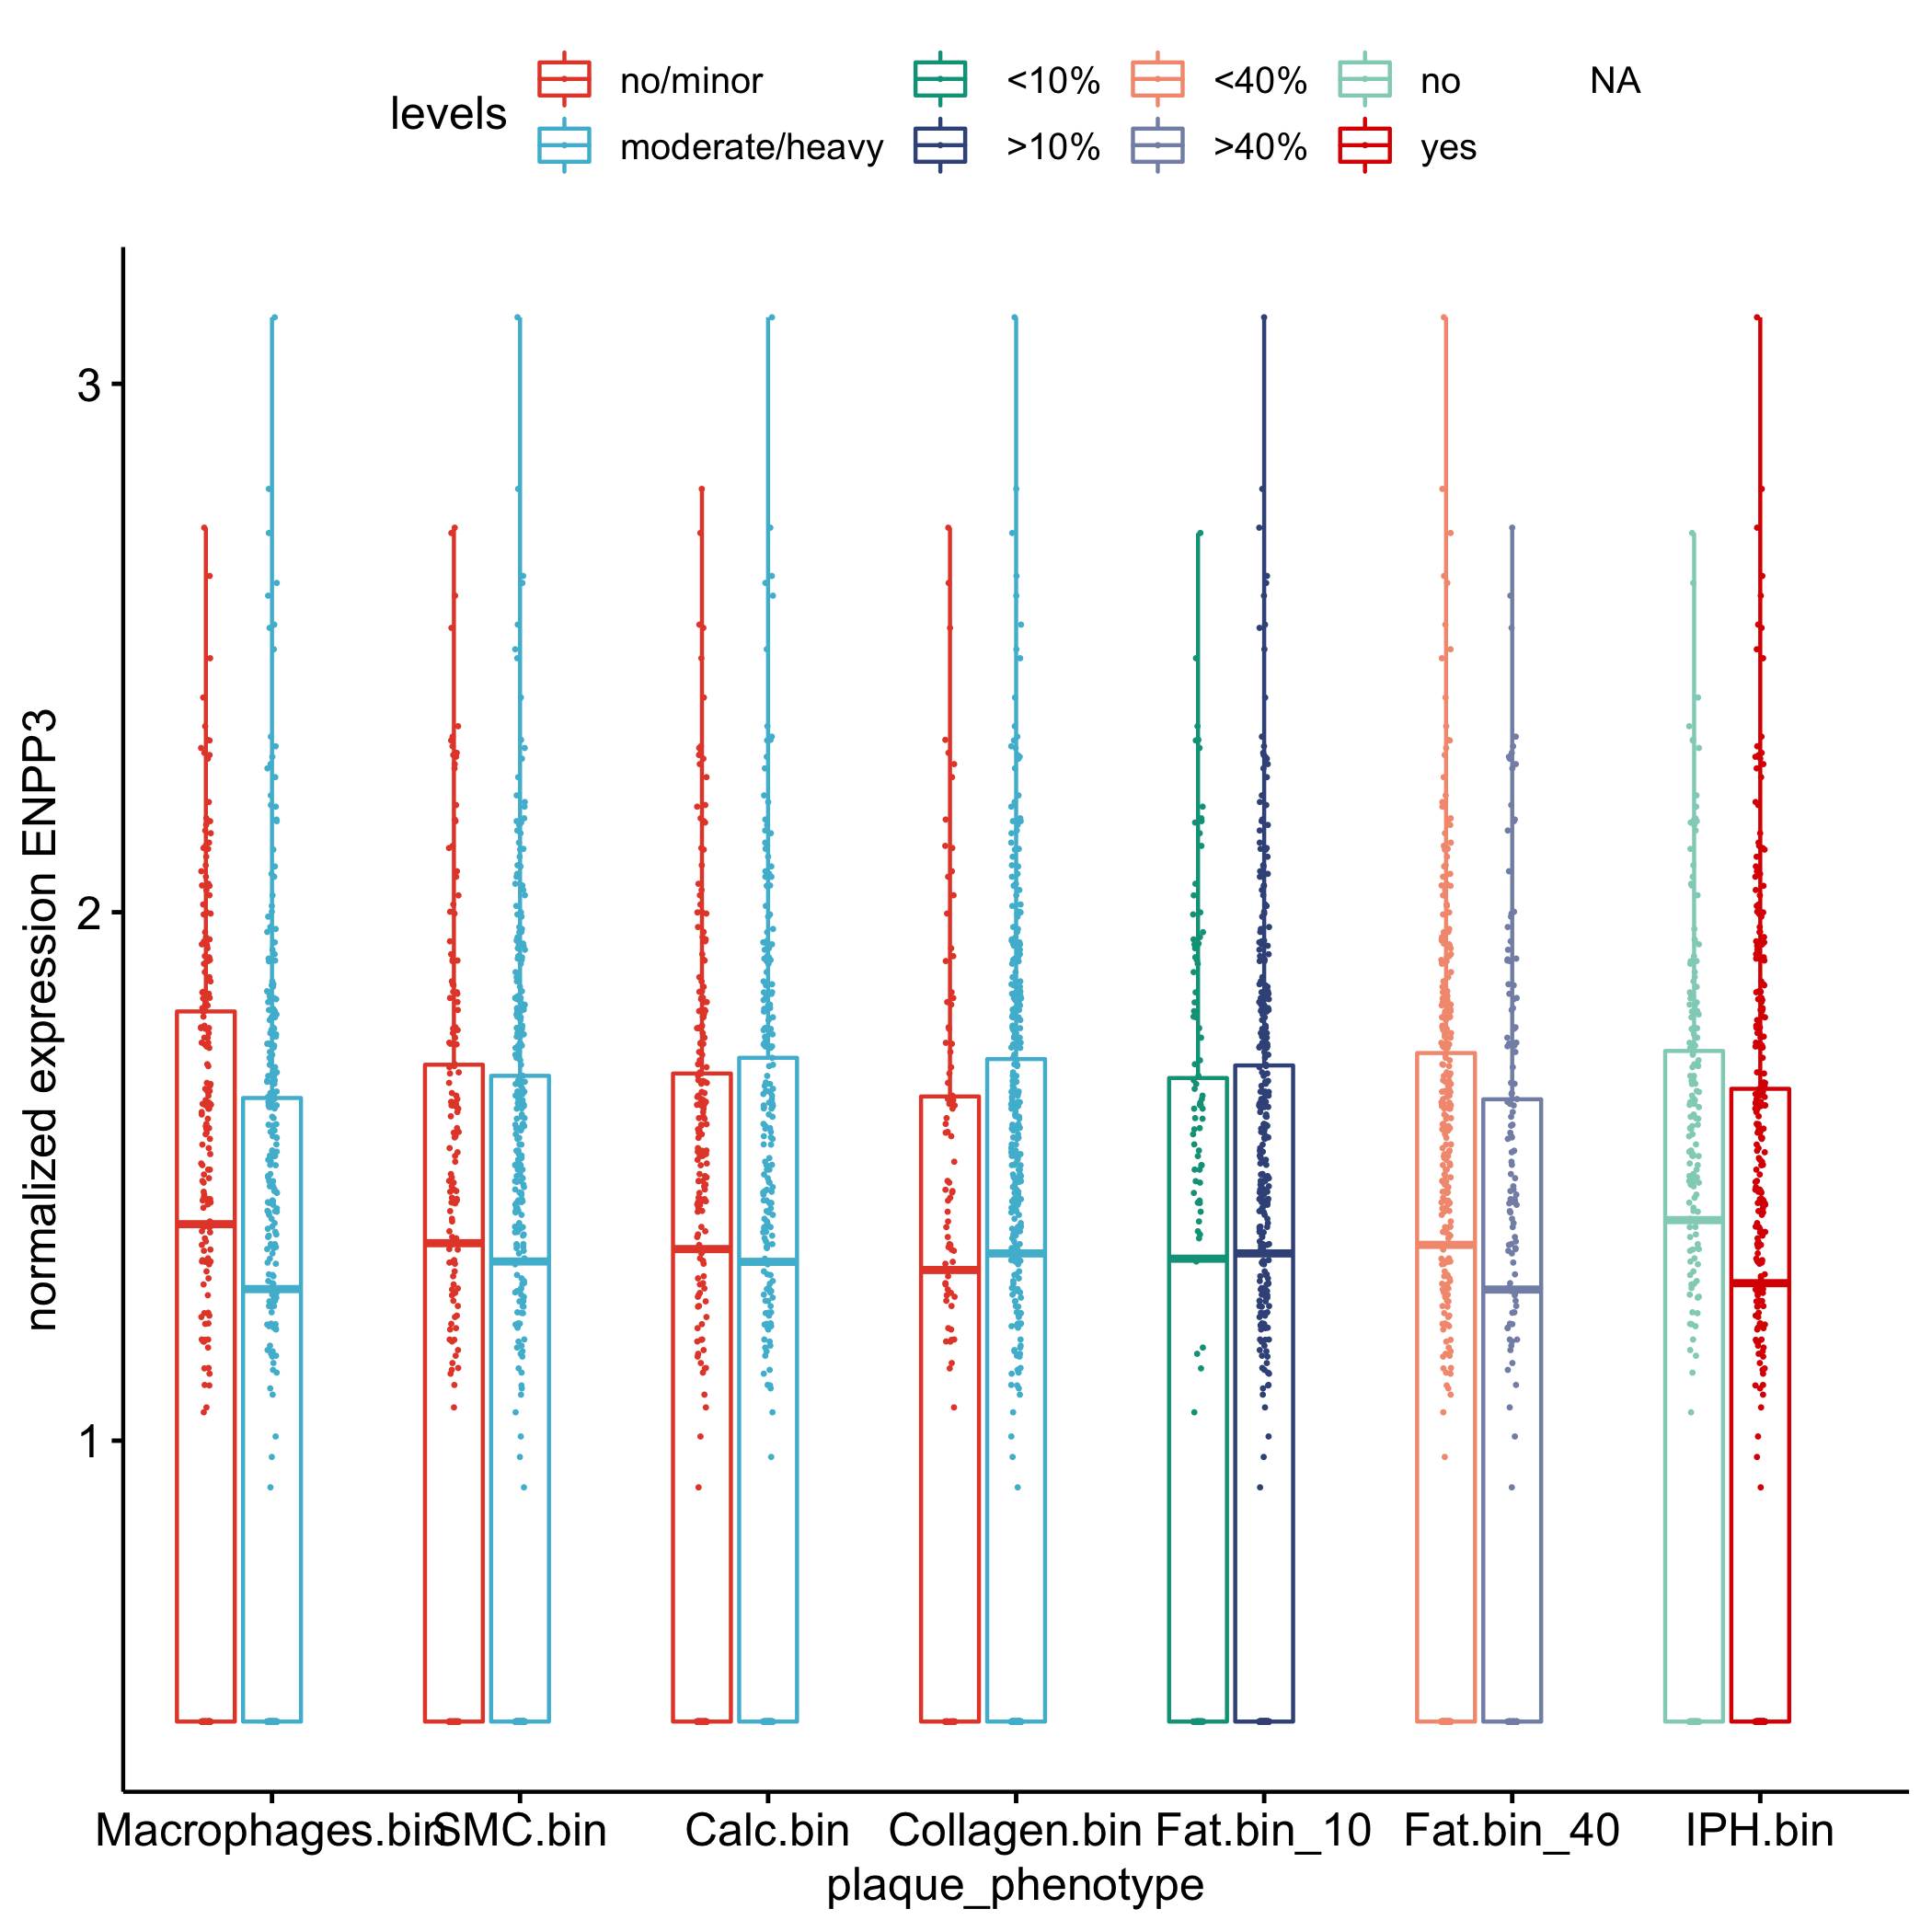 levels
no/minor <10% <40% no NA
moderate/heavy >10% >40% yes
normalized expression ENPP3
3
2
1
Macrophages.bin SMC.bin Calc.bin Collagen.bin Fat.bin_10 Fat.bin_40 IPH.bin
plaque_phenotype